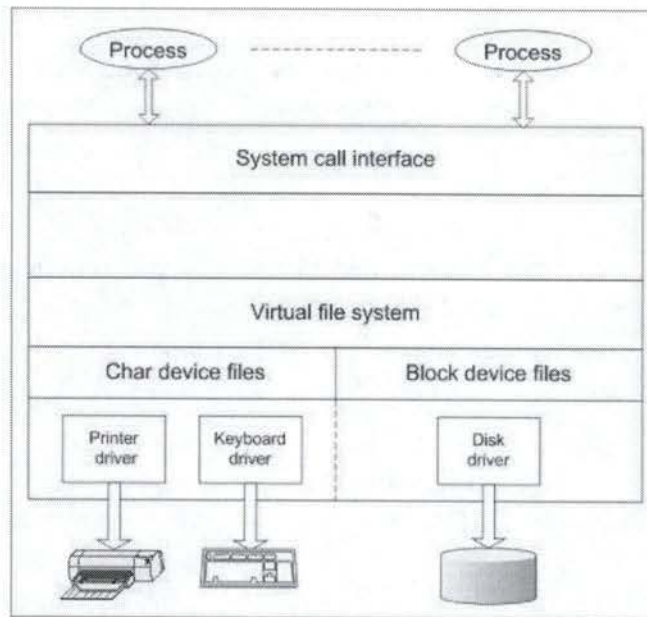 Process Process
System call interface
Virtual file system
Char device files Block device files
Printer Keyboard Disk
driver driver driver